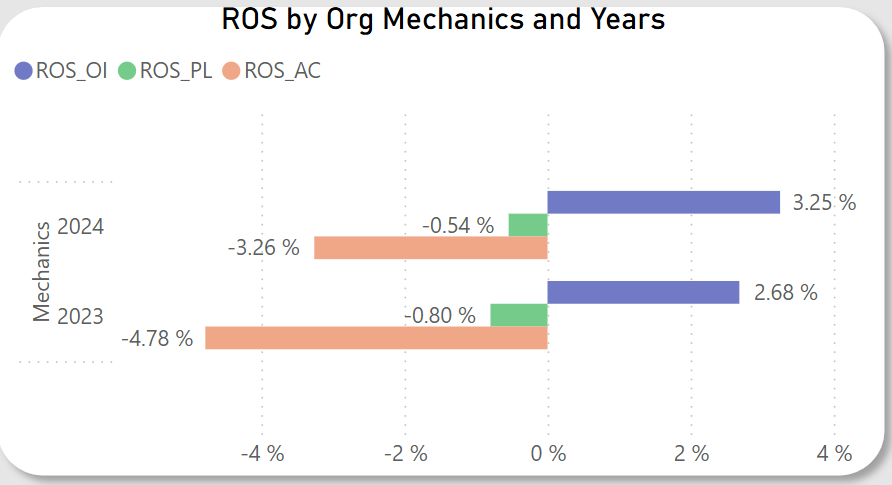 ROS by Org Mechanics and Years
ROS_OI ROS_PL ROS_AC
Mechanics
2024
3.25 %
-0.54 %
-3.26 %
2023
2.68 %
-0.80 %
-4.78 %
-4 % -2 % 0 % 2 % 4 %